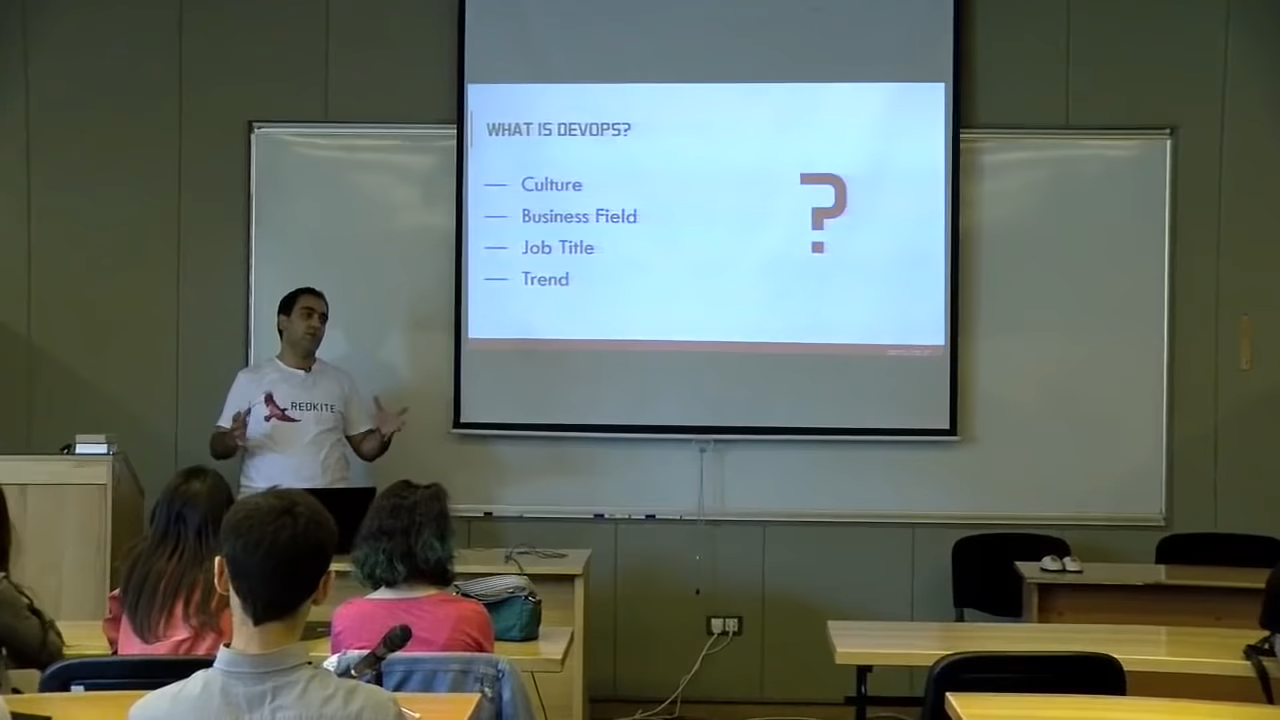 WHAT IS DEVOPS?
— Culture
— Business Field
— Job Title
— Trend
?
REDKITE